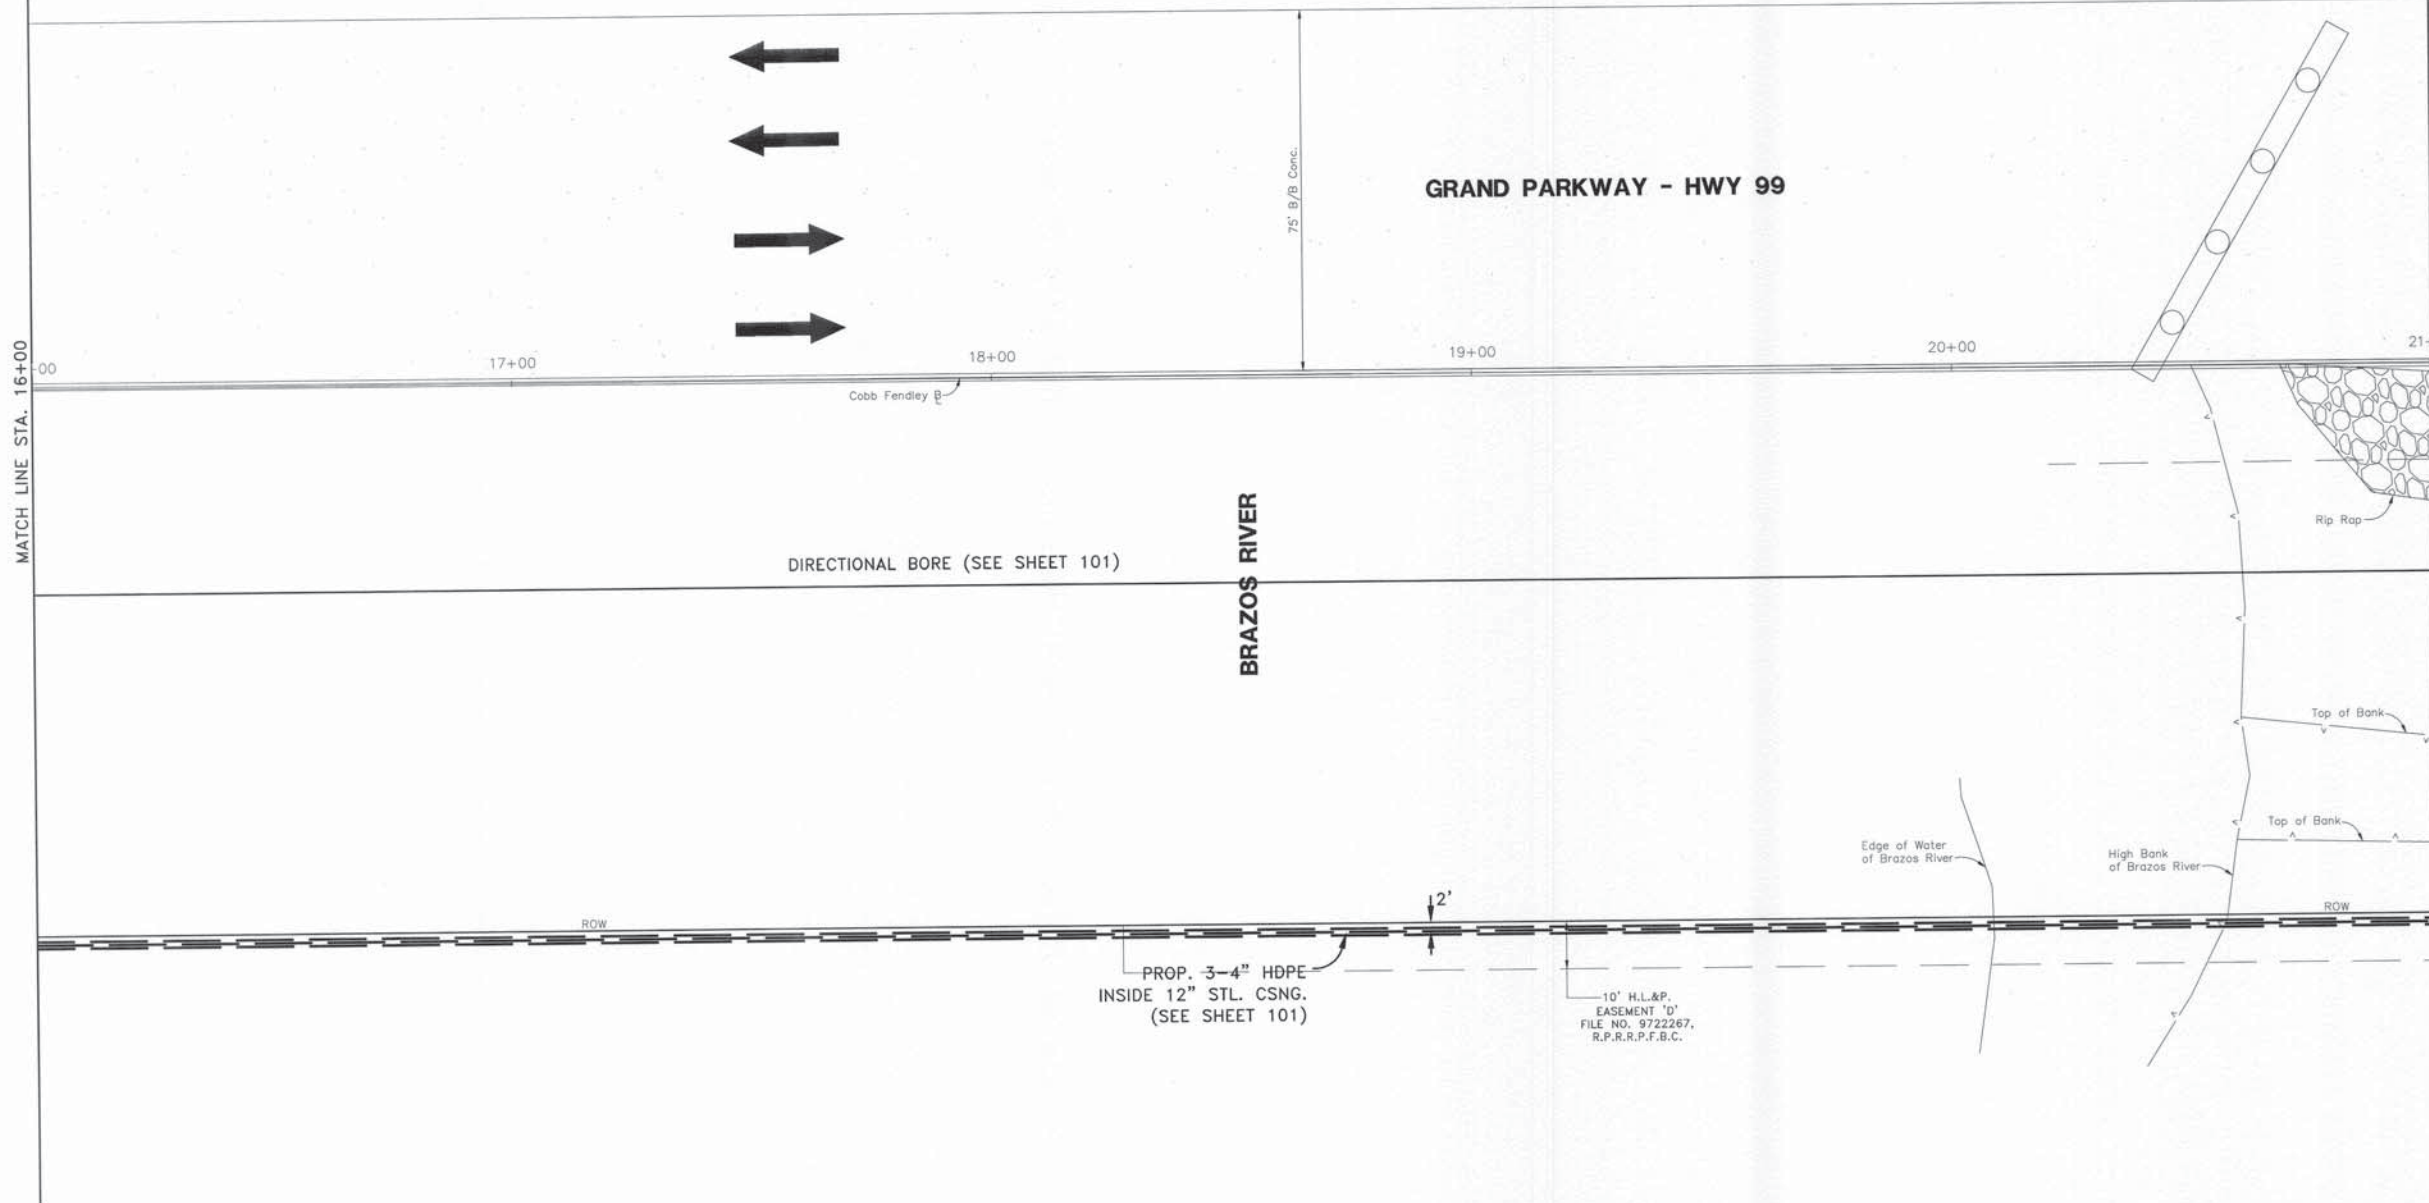 75' B/B Conc.
GRAND PARKWAY - HWY 99
MATCH LINE STA. 16+00
+00
17+00
18+00
19+00
20+00
21+
Cobb Fendley BL
Rip Rap
DIRECTIONAL BORE (SEE SHEET 101)
BRAZOS RIVER
Top of Bank
Top of Bank
Edge of Water
of Brazos River
High Bank
of Brazos River
2'
ROW
ROW
PROP. 3-4" HDPE
INSIDE 12" STL. CSNG.
(SEE SHEET 101)
10' H.L.&P.
EASEMENT 'D'
FILE NO. 9722267,
R.P.R.R.P.F.B.C.